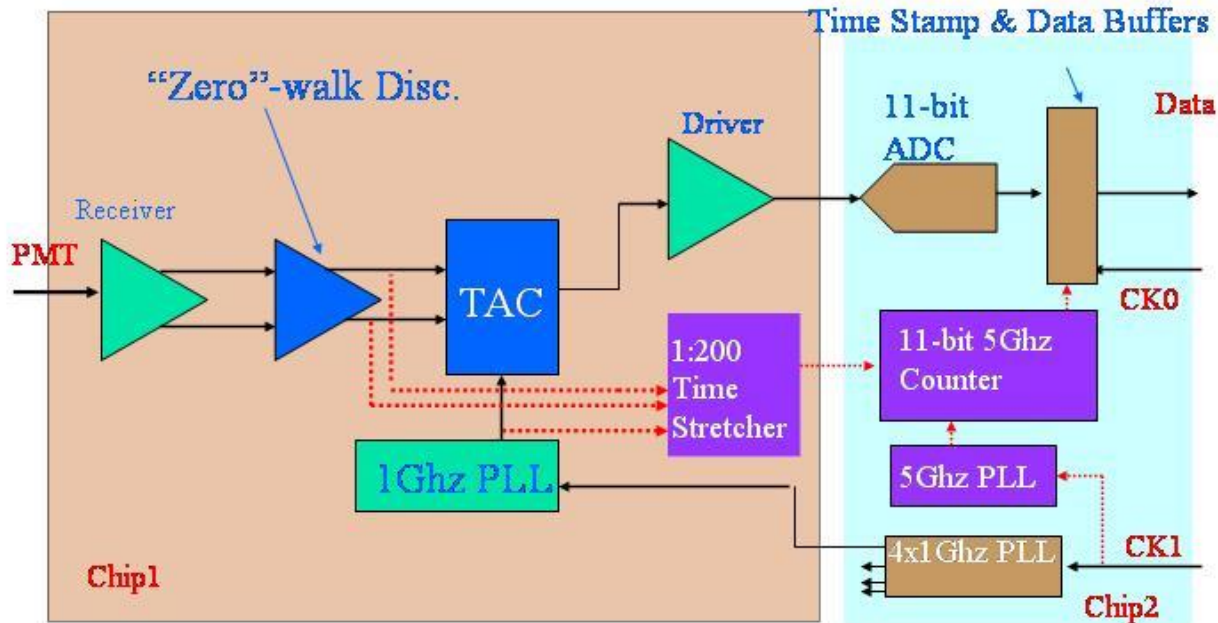 Time Stamp & Data Buffers
“Zero”-walk Disc.
11-bit
ADC
Data
Driver
Receiver
PMT
TAC
CK0
1:200
Time
Stretcher
11-bit 5Ghz
Counter
1Ghz PLL
5Ghz PLL
4x1Ghz PLL
CK1
Chip1
Chip2